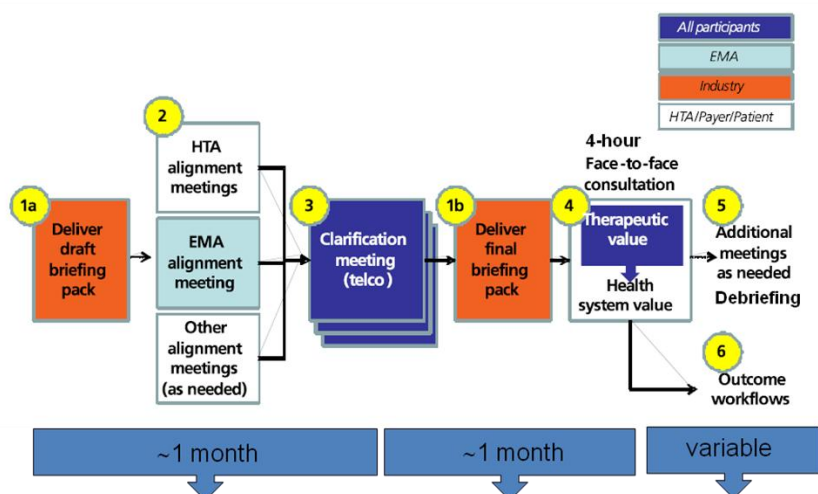 All participants
EMA
Industry
HTA/Payer/Patient
1a
Deliver
draft
briefing
pack
2
HTA
alignment
meetings
EMA
alignment
meeting
Other
alignment
meetings
(as needed)
3
Clarification
meeting
(telco)
1b
Deliver
final
briefing
pack
4-hour
Face-to-face
consultation
4
Therapeutic
value
Health
system value
5
Additional
meetings
as needed
Debriefing
6
Outcome
workflows
~1 month
~1 month
variable